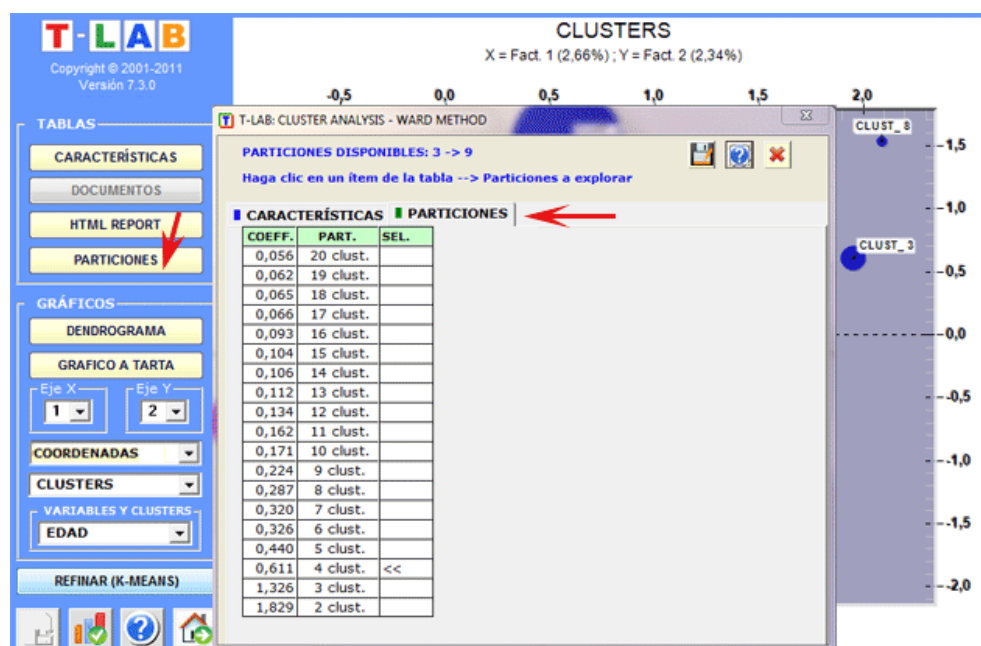 T-LAB
Copyright © 2001-2011
Versión 7.3.0
TABLAS
CARACTERÍSTICAS
DOCUMENTOS
HTML REPORT
PARTICIONES
GRÁFICOS
DENDROGRAMA
GRAFICO A TARTA
Eje X Eje Y
1 2
COORDENADAS
CLUSTERS
VARIABLES Y CLUSTERS
EDAD
REFINAR (K-MEANS)
CLUSTERS
X = Fact. 1 (2,66%) ; Y = Fact. 2 (2,34%)
-0,5 0,0 0,5 1,0 1,5 2,0
T-LAB: CLUSTER ANALYSIS - WARD METHOD
PARTICIONES DISPONIBLES: 3 -> 9
Haga clic en un ítem de la tabla --> Particiones a explorar
CARACTERÍSTICAS PARTICIONES
COEFF. PART. SEL.
0,056 20 clust.
0,062 19 clust.
0,065 18 clust.
0,066 17 clust.
0,093 16 clust.
0,104 15 clust.
0,106 14 clust.
0,112 13 clust.
0,134 12 clust.
0,162 11 clust.
0,171 10 clust.
0,224 9 clust.
0,287 8 clust.
0,320 7 clust.
0,326 6 clust.
0,440 5 clust.
0,611 4 clust. <<
1,326 3 clust.
1,829 2 clust.
CLUST_8
CLUST_3
1,5
1,0
0,5
0,0
-0,5
-1,0
-1,5
-2,0